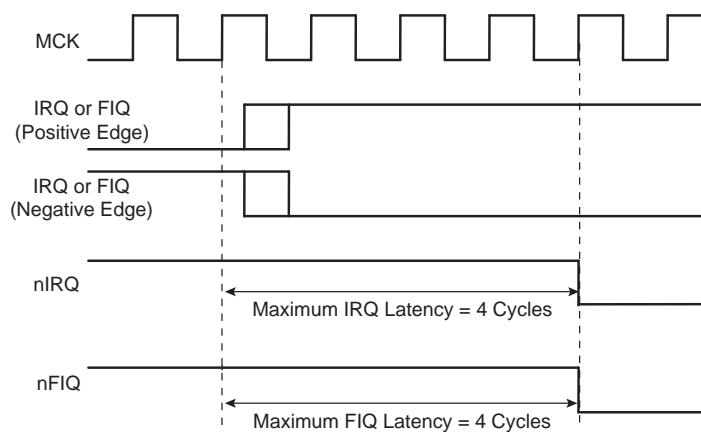 MCK
IRQ or FIQ
(Positive Edge)
IRQ or FIQ
(Negative Edge)
nIRQ
Maximum IRQ Latency = 4 Cycles
nFIQ
Maximum FIQ Latency = 4 Cycles